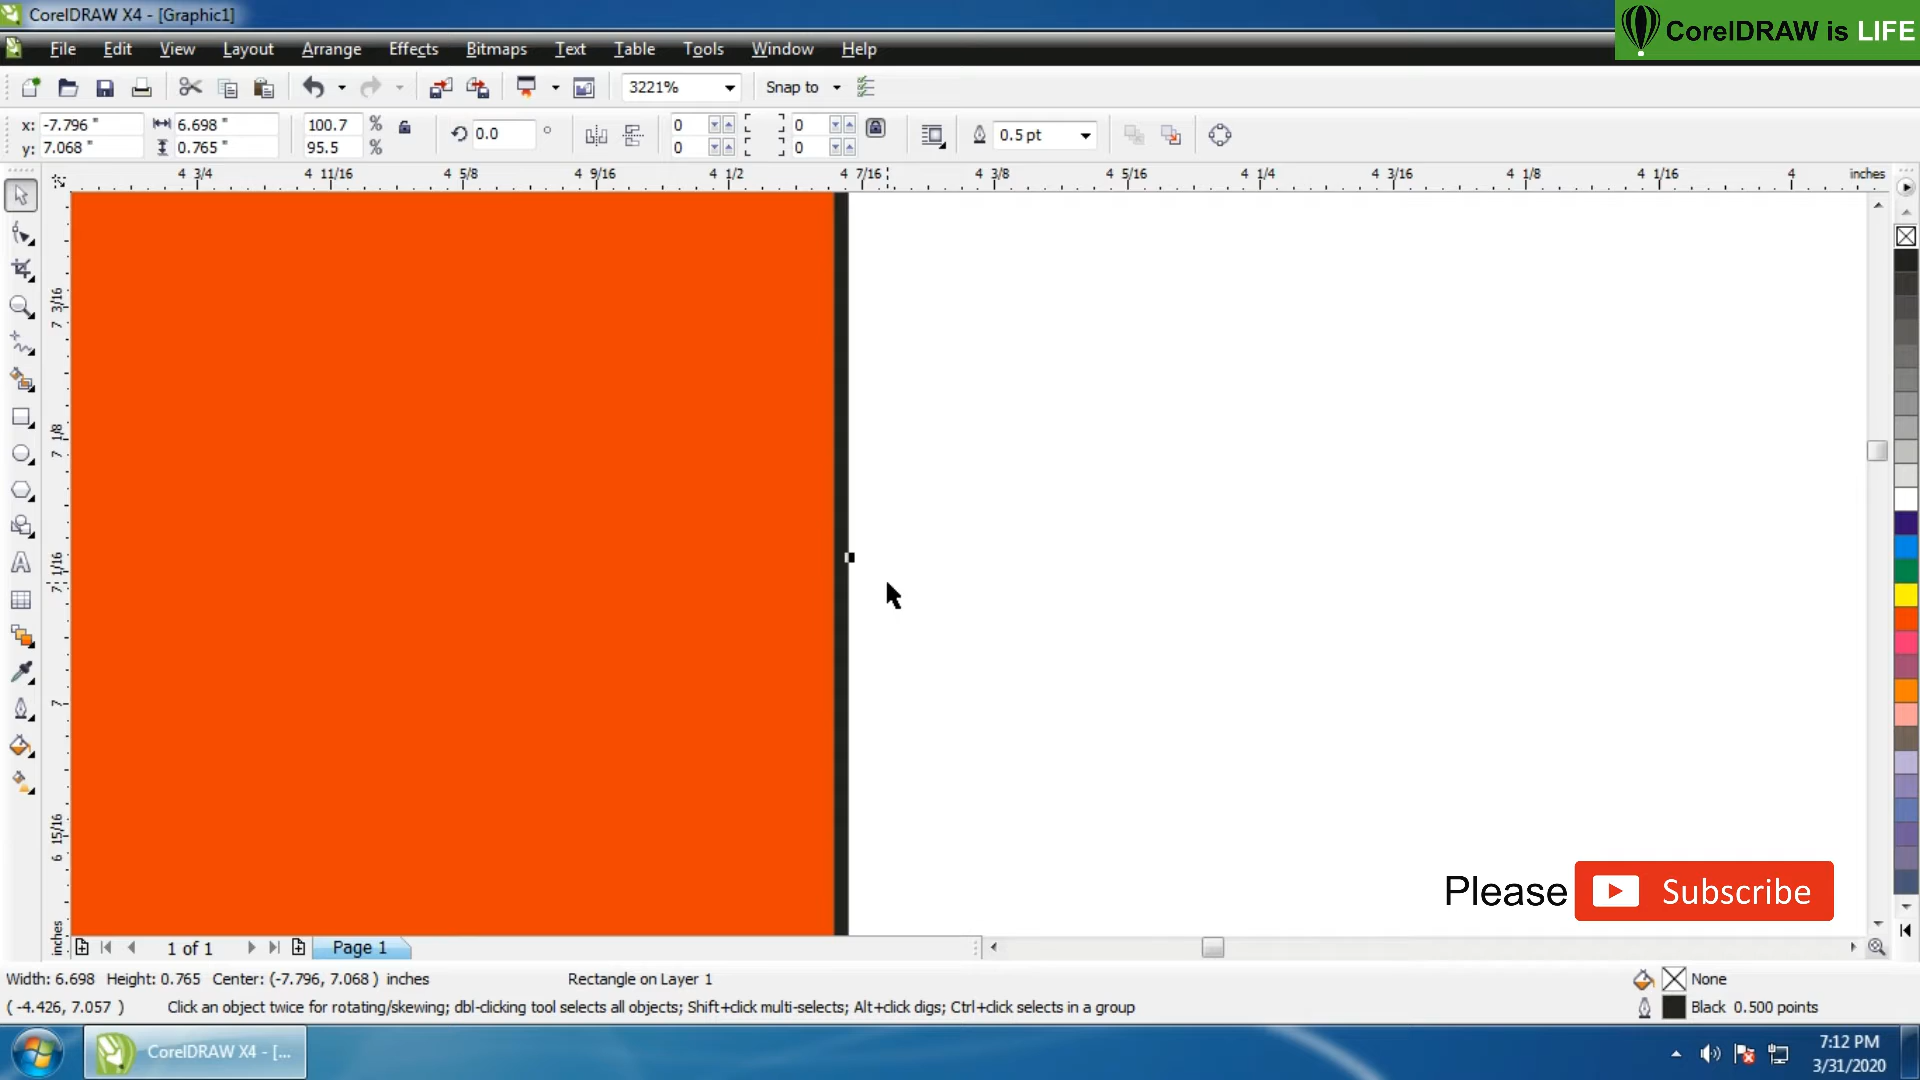 CorelDRAW X4 - [Graphic1]
CorelDRAW is LIFE
File Edit View Layout Arrange Effects Bitmaps Text Table Tools Window Help
3221% Snap to
x: -7.796 " 6.698 " 100.7 % 0.0 ° 0 0 0.5 pt
y: 7.068 " 0.765 " 95.5 % 0 0
4 3/4 4 11/16 4 5/8 4 9/16 4 1/2 4 7/16 4 3/8 4 5/16 4 1/4 4 3/16 4 1/8 4 1/16 4 inches
7 3/16
7 1/8
7 1/16
7
6 15/16
inches
Please Subscribe
1 of 1 Page 1
Width: 6.698 Height: 0.765 Center: (-7.796, 7.068 ) inches Rectangle on Layer 1 None
( -4.426, 7.057 ) Click an object twice for rotating/skewing; dbl-clicking tool selects all objects; Shift+click multi-selects; Alt+click digs; Ctrl+click selects in a group Black 0.500 points
CorelDRAW X4 - [...
7:12 PM
3/31/2020